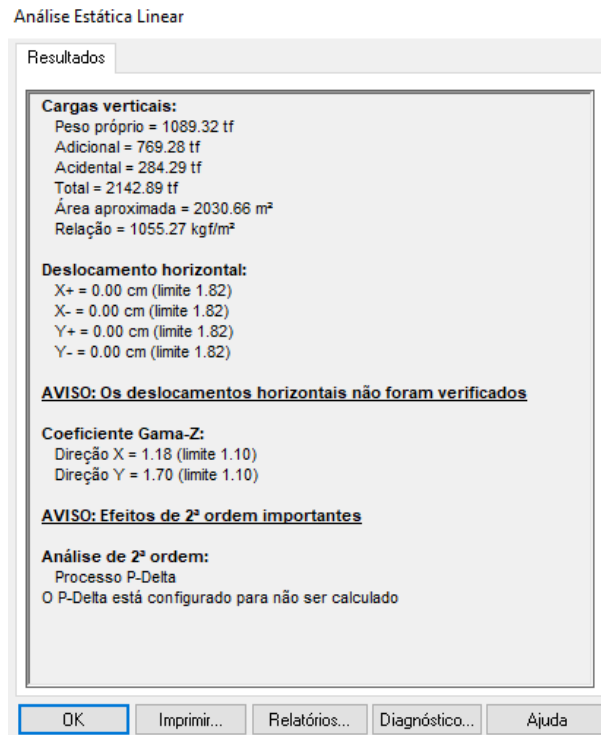 Análise Estática Linear
Resultados
Cargas verticais:
Peso próprio = 1089.32 tf
Adicional = 769.28 tf
Acidental = 284.29 tf
Total = 2142.89 tf
Área aproximada = 2030.66 m²
Relação = 1055.27 kgf/m²
Deslocamento horizontal:
X+ = 0.00 cm (limite 1.82)
X- = 0.00 cm (limite 1.82)
Y+ = 0.00 cm (limite 1.82)
Y- = 0.00 cm (limite 1.82)
AVISO: Os deslocamentos horizontais não foram verificados
Coeficiente Gama-Z:
Direção X = 1.18 (limite 1.10)
Direção Y = 1.70 (limite 1.10)
AVISO: Efeitos de 2ª ordem importantes
Análise de 2ª ordem:
Processo P-Delta
O P-Delta está configurado para não ser calculado
OK Imprimir... Relatórios... Diagnóstico... Ajuda